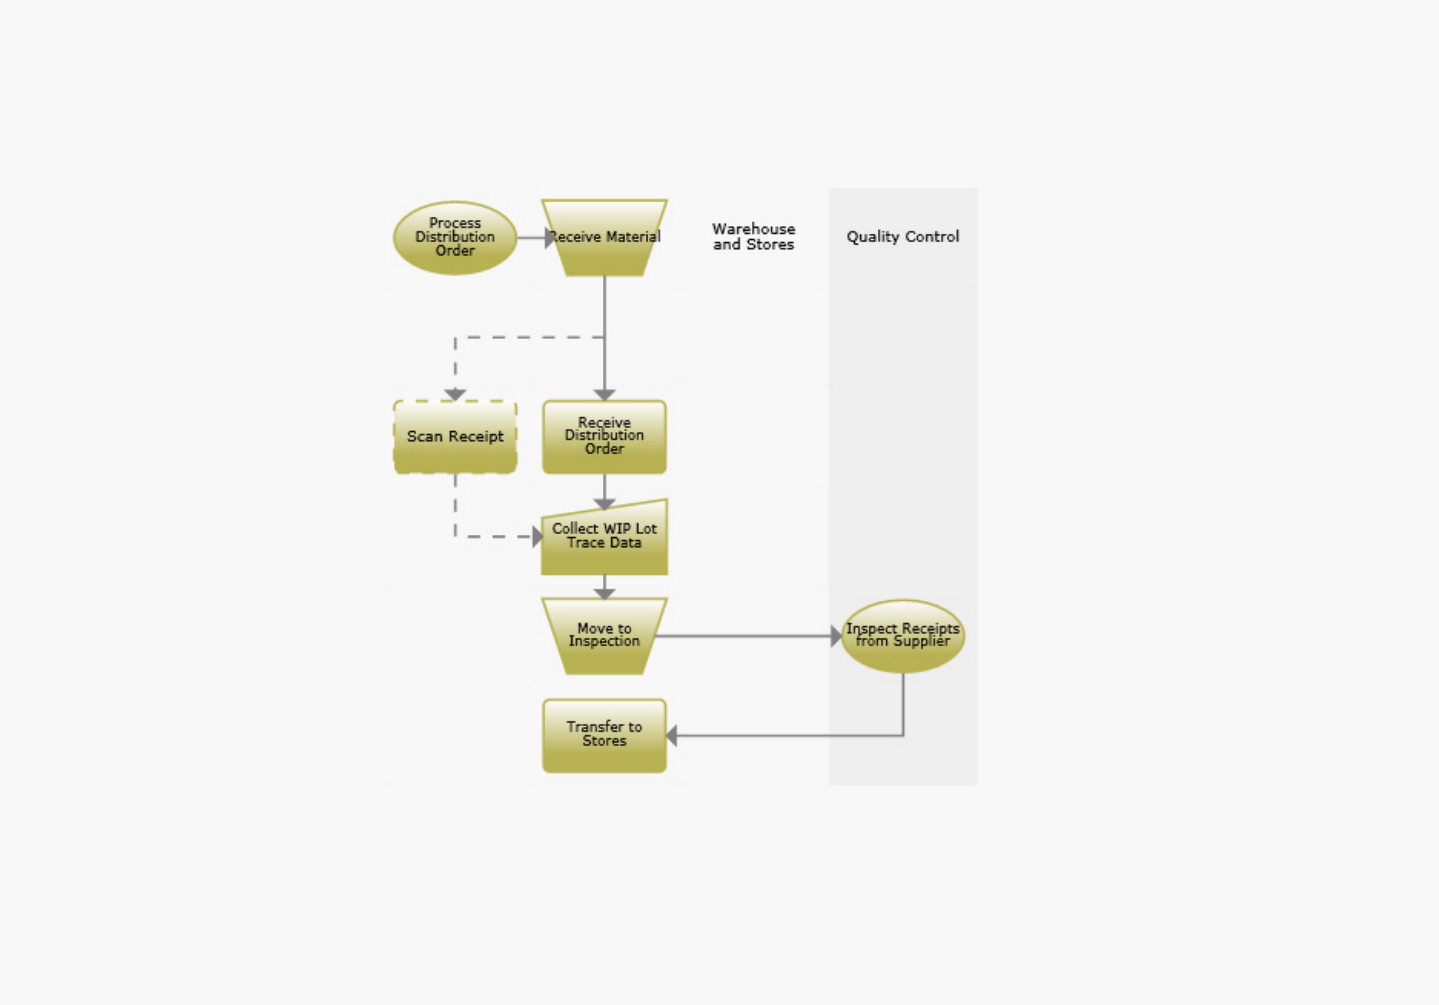 Process
Distribution
Order
Receive Material
Warehouse
and Stores
Quality Control
Scan Receipt
Receive
Distribution
Order
Collect WIP Lot
Trace Data
Move to
Inspection
Inspect Receipts
from Supplier
Transfer to
Stores